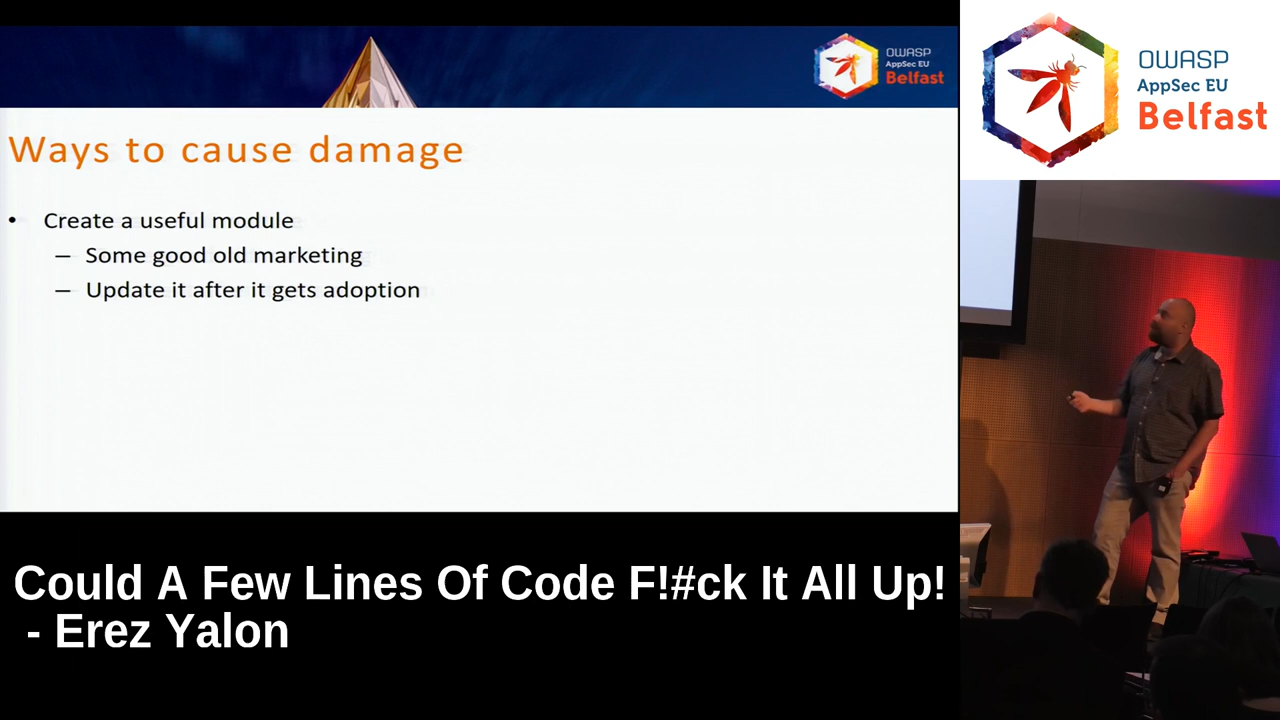 OWASP
AppSec EU
Belfast
OWASP
AppSec EU
Belfast
Ways to cause damage
• Create a useful module
– Some good old marketing
– Update it after it gets adoption
Could A Few Lines Of Code F!#ck It All Up!
- Erez Yalon